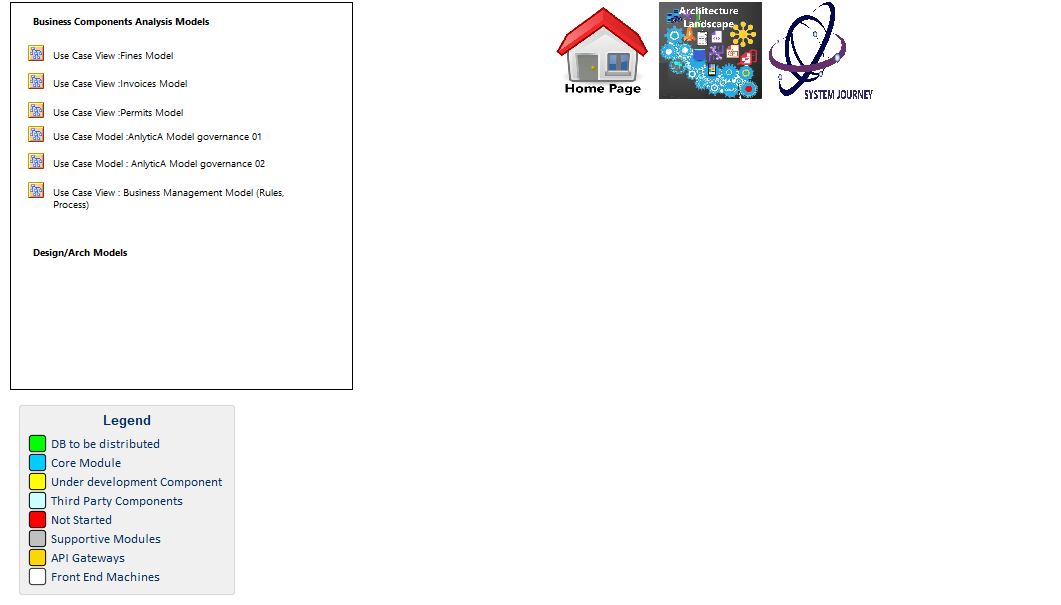 Business Components Analysis Models
Use Case View :Fines Model
Use Case View :Invoices Model
Use Case View :Permits Model
Use Case Model :AnlyticA Model governance 01
Use Case Model : AnlyticA Model governance 02
Use Case View : Business Management Model (Rules,
Process)
Design/Arch Models
Home Page
Architecture
Landscape
SYSTEM JOURNEY
Legend
DB to be distributed
Core Module
Under development Component
Third Party Components
Not Started
Supportive Modules
API Gateways
Front End Machines